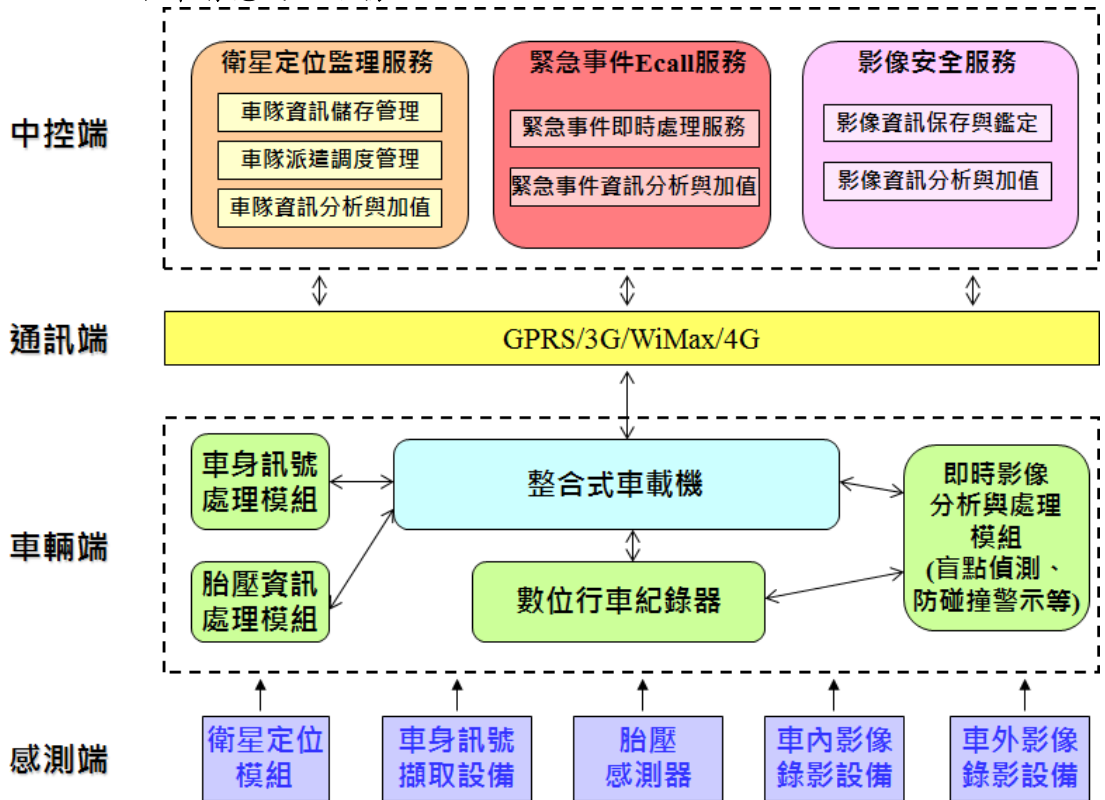 中控端
衛星定位監理服務
車隊資訊儲存管理
車隊派遣調度管理
車隊資訊分析與加值
緊急事件Ecall服務
緊急事件即時處理服務
緊急事件資訊分析與加值
影像安全服務
影像資訊保存與鑑定
影像資訊分析與加值
通訊端
GPRS/3G/WiMax/4G
車輛端
車身訊號
處理模組
胎壓資訊
處理模組
整合式車載機
數位行車紀錄器
即時影像
分析與處理
模組
(盲點偵測、
防碰撞警示等)
感測端
衛星定位
模組
車身訊號
擷取設備
胎壓
感測器
車內影像
錄影設備
車外影像
錄影設備